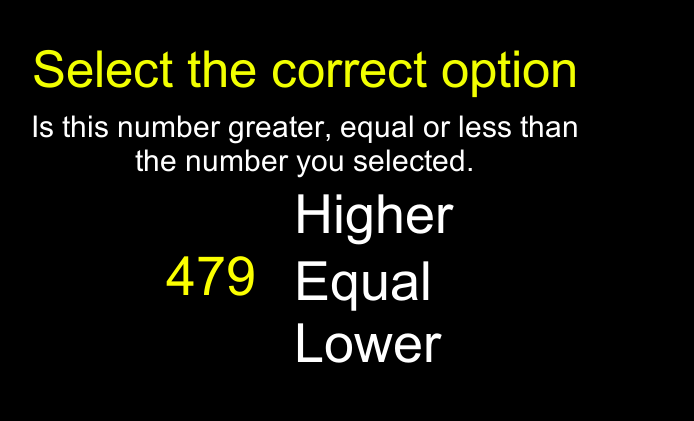 Select the correct option
Is this number greater, equal or less than
the number you selected.
Higher
479
Equal
Lower